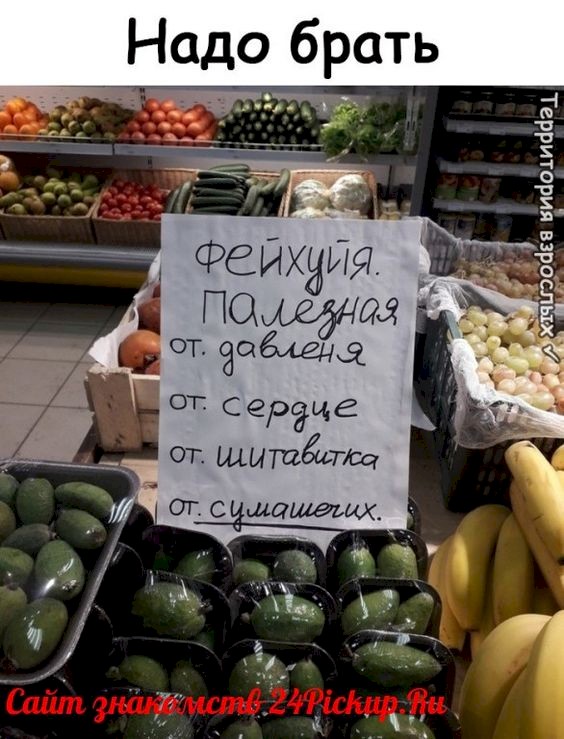 Надо брать
Территория взрослых ✓
фейхуйя.
Палезная
от. давленя
от. сердце
от. шитавитка
от. сумашечих.
Сайт знакомств 24Pickup.Ru